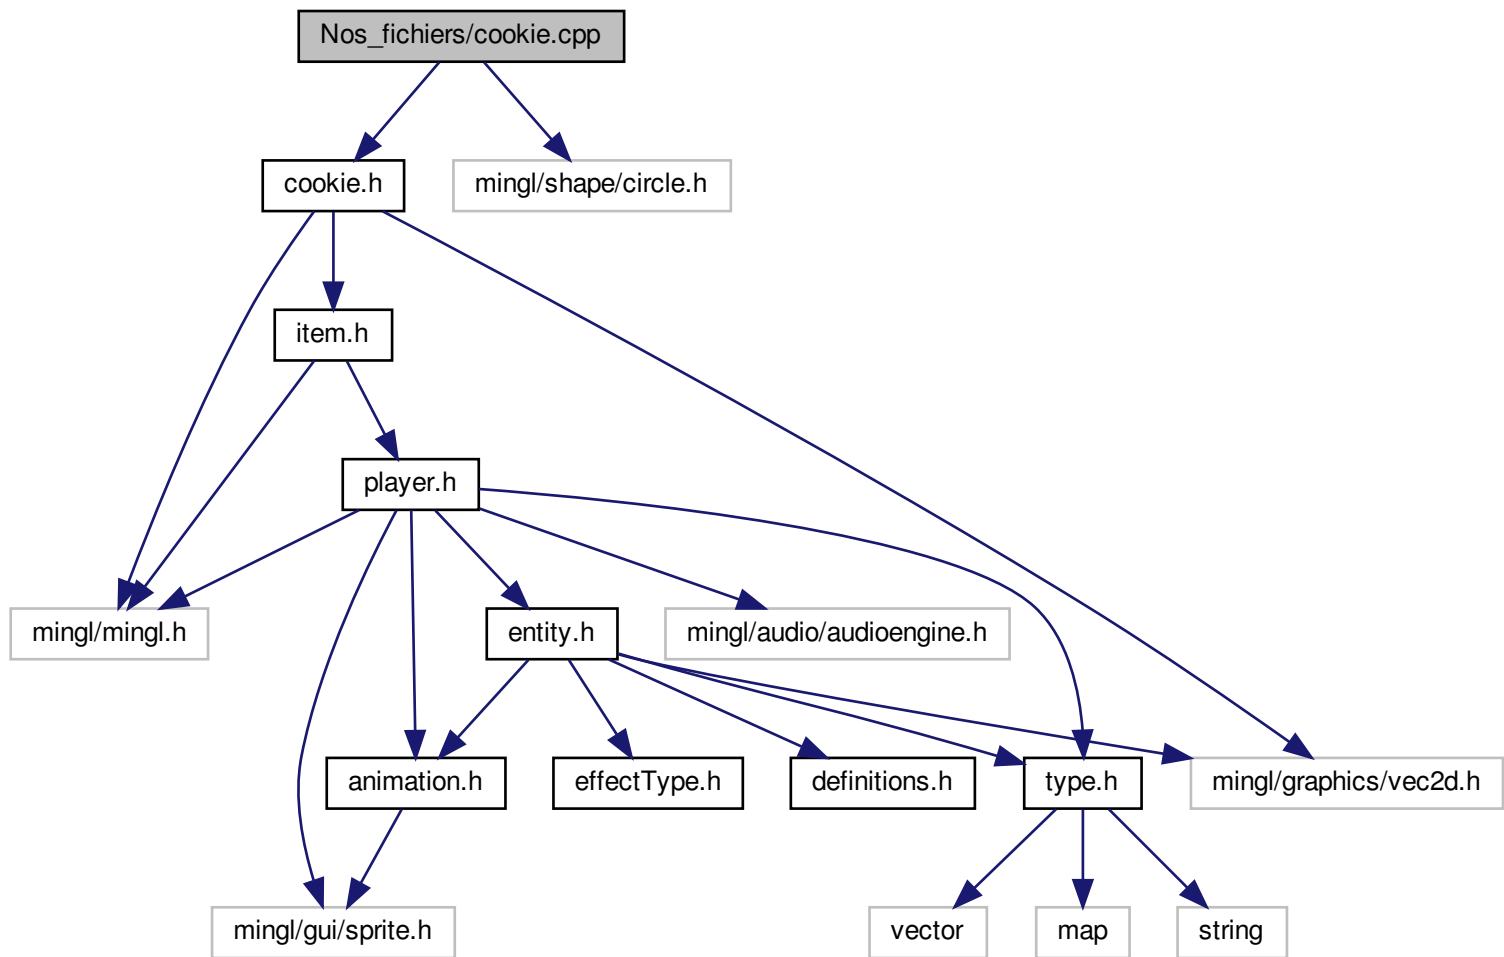 Nos_fichiers/cookie.cpp
cookie.h
mingl/shape/circle.h
item.h
player.h
mingl/mingl.h
entity.h
mingl/audio/audioengine.h
animation.h
effectType.h
definitions.h
type.h
mingl/graphics/vec2d.h
mingl/gui/sprite.h
vector
map
string